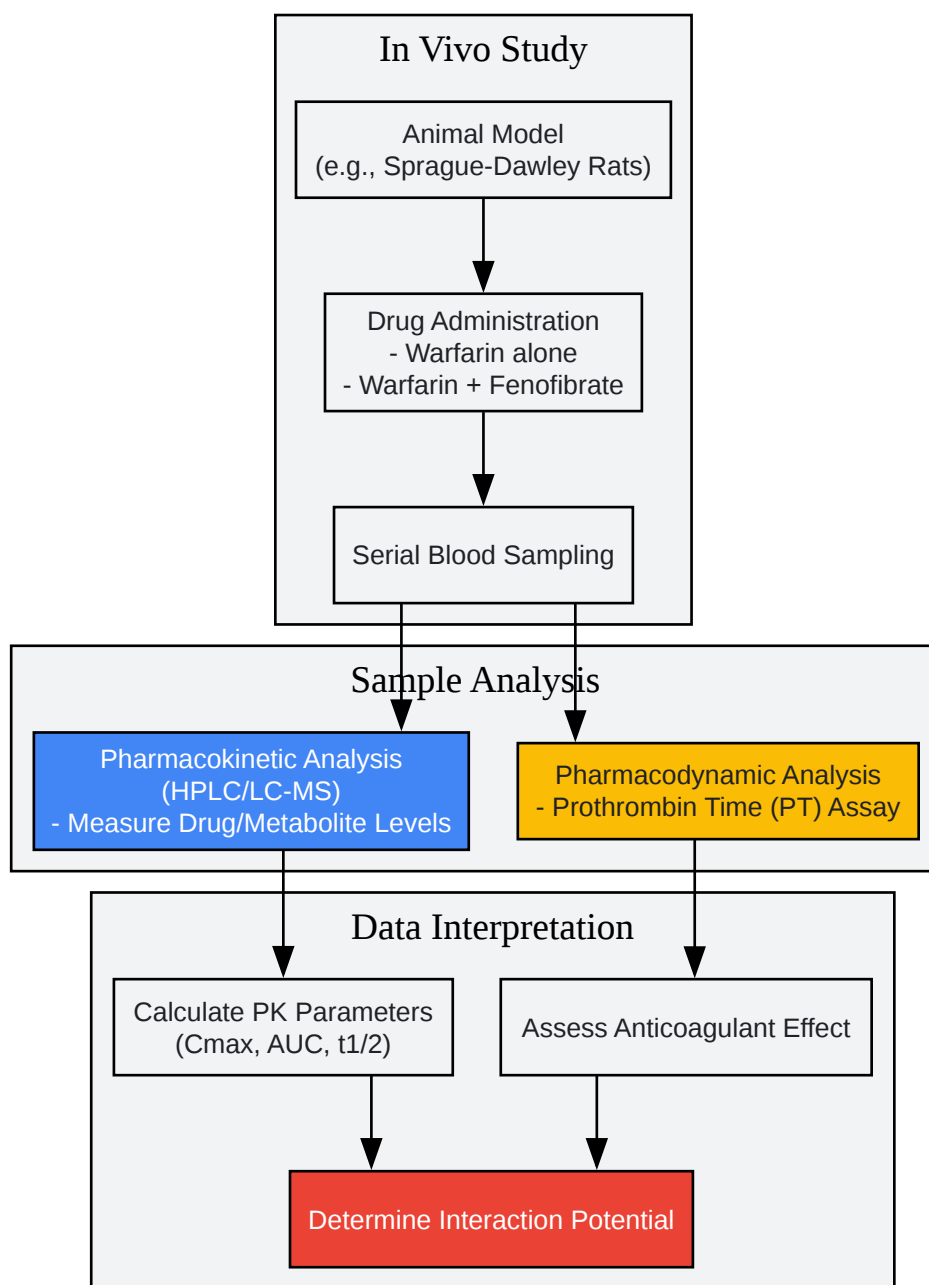 In Vivo Study
Animal Model
(e.g., Sprague-Dawley Rats)
Drug Administration
- Warfarin alone
- Warfarin + Fenofibrate
Serial Blood Sampling
Sample Analysis
Pharmacokinetic Analysis
(HPLC/LC-MS)
- Measure Drug/Metabolite Levels
Pharmacodynamic Analysis
- Prothrombin Time (PT) Assay
Data Interpretation
Calculate PK Parameters
(Cmax, AUC, t1/2)
Assess Anticoagulant Effect
Determine Interaction Potential